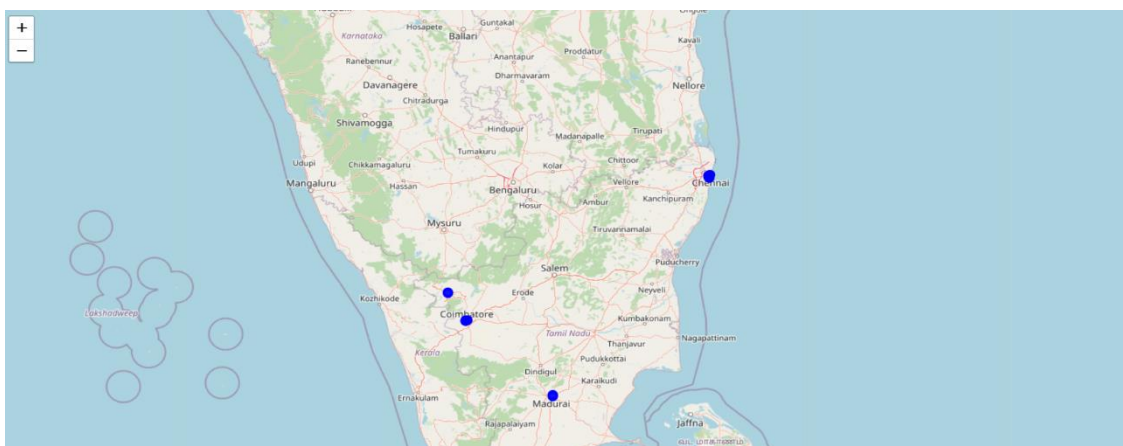 +
−
Karnataka
Hosapete
Guntakal
Ballari
Kavali
Proddatur
Ranebennur
Anantapur
Dharmavaram
Davanagere
Nellore
Chitradurga
Shivamogga
Hindupur
Madanapalle
Tirupati
Udupi
Chikkamagaluru
Tumakuru
Kolar
Chittoor
Mangaluru
Hassan
Bengaluru
Vellore
Chennai
Hosur
Ambur
Kanchipuram
Mysuru
Tiruvannamalai
Puducherry
Salem
Kozhikode
Erode
Neyveli
Lakshadweep
Coimbatore
Kumbakonam
Tamil Nadu
Nagapattinam
Kerala
Thanjavur
Pudukkottai
Dindigul
Karaikudi
Ernakulam
Madurai
Rajapalaiyam
Jaffna
வட மாகாணம்